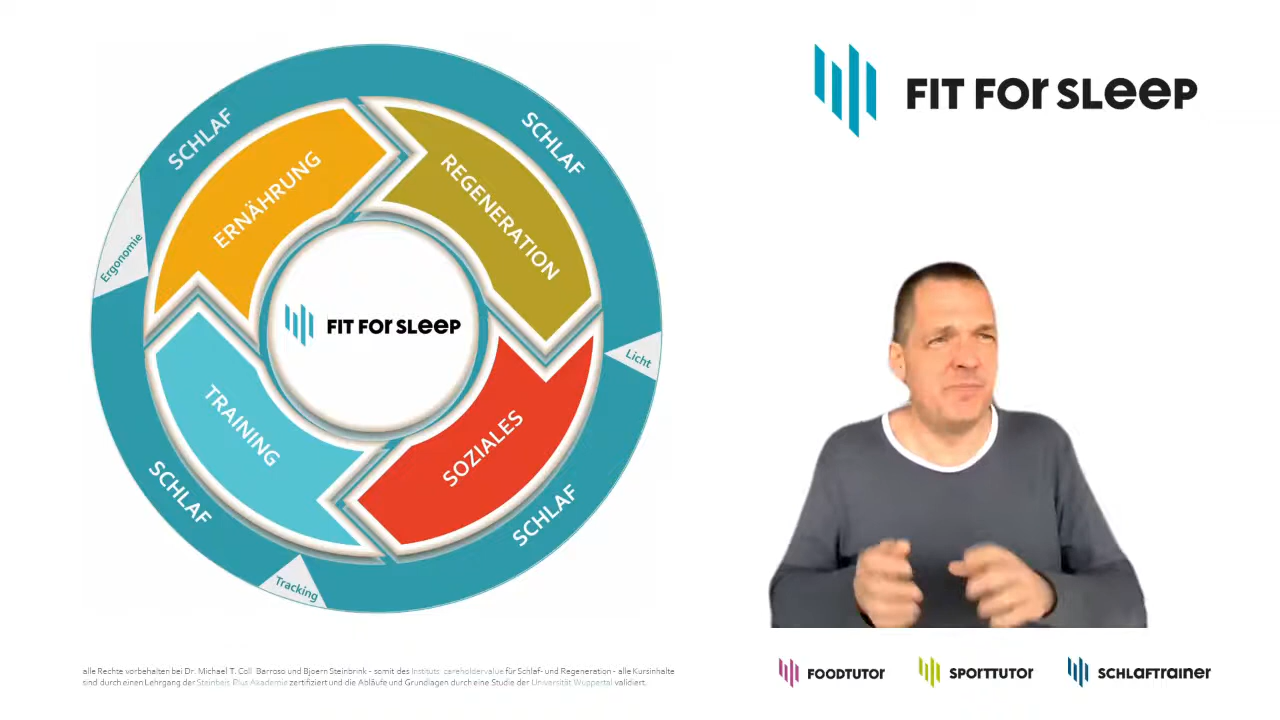 SCHLAF
SCHLAF
ERNÄHRUNG
REGENERATION
Ergonomie
FIT FOR SLEEP
Licht
TRAINING
SOZIALES
SCHLAF
SCHLAF
Tracking
FIT FOR SLEEP
alle Rechte vorbehalten bei Dr. Michael T. Coll Barroso und Bjoern Steinbrink - somit des Instituts careholdervalue für Schlaf- und Regeneration - alle Kursinhalte
sind durch einen Lehrgang der Steinbeis Plus Akademie zertifiziert und die Abläufe und Grundlagen durch eine Studie der Universität Wuppertal validiert.
FOODTUTOR
SPORTTUTOR
SCHLAFTRAINER